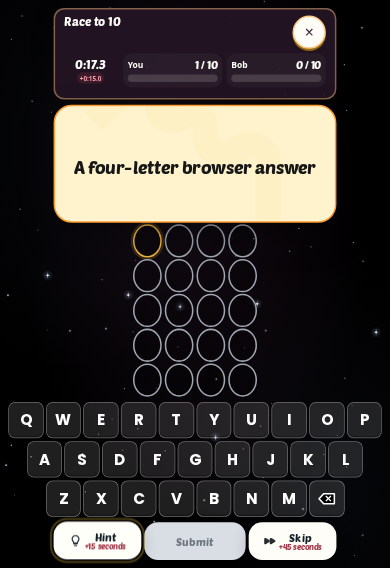 Race to 10
×
0:17.3
+0:15.0
You 1 / 10
Bob 0 / 10
A four-letter browser answer
Q W E R T Y U I O P
A S D F G H J K L
Z X C V B N M
Hint
+15 seconds
Submit
Skip
+45 seconds